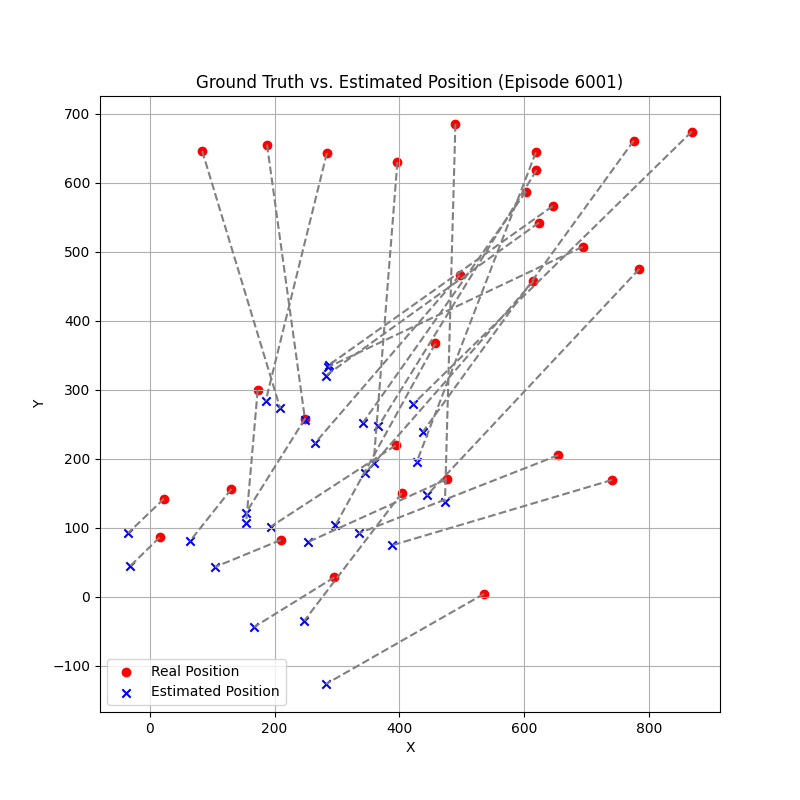 Ground Truth vs. Estimated Position (Episode 6001)
700
600
500
400
300
200
100
0
−100
Y
Real Position
Estimated Position
0 200 400 600 800
X